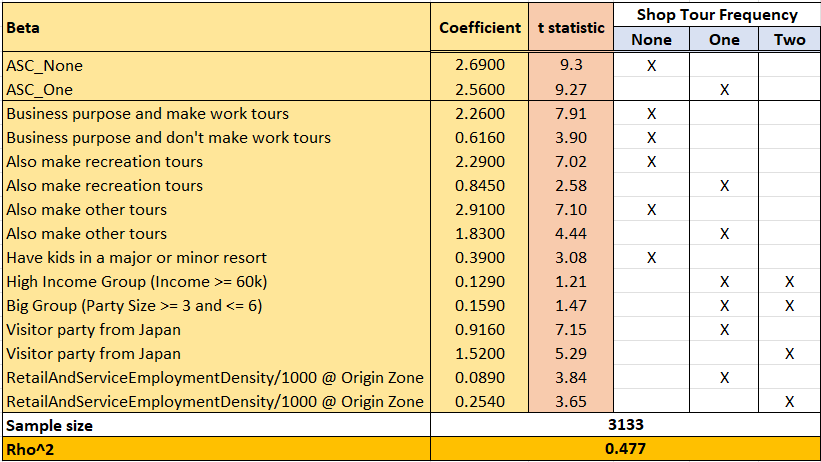 Beta Coefficient t statistic Shop Tour Frequency
None One Two
ASC_None 2.6900 9.3 X
ASC_One 2.5600 9.27 X
Business purpose and make work tours 2.2600 7.91 X
Business purpose and don't make work tours 0.6160 3.90 X
Also make recreation tours 2.2900 7.02 X
Also make recreation tours 0.8450 2.58 X
Also make other tours 2.9100 7.10 X
Also make other tours 1.8300 4.44 X
Have kids in a major or minor resort 0.3900 3.08 X
High Income Group (Income >= 60k) 0.1290 1.21 X X
Big Group (Party Size >= 3 and <= 6) 0.1590 1.47 X X
Visitor party from Japan 0.9160 7.15 X
Visitor party from Japan 1.5200 5.29 X
RetailAndServiceEmploymentDensity/1000 @ Origin Zone 0.0890 3.84 X
RetailAndServiceEmploymentDensity/1000 @ Origin Zone 0.2540 3.65 X
Sample size 3133
Rho^2 0.477